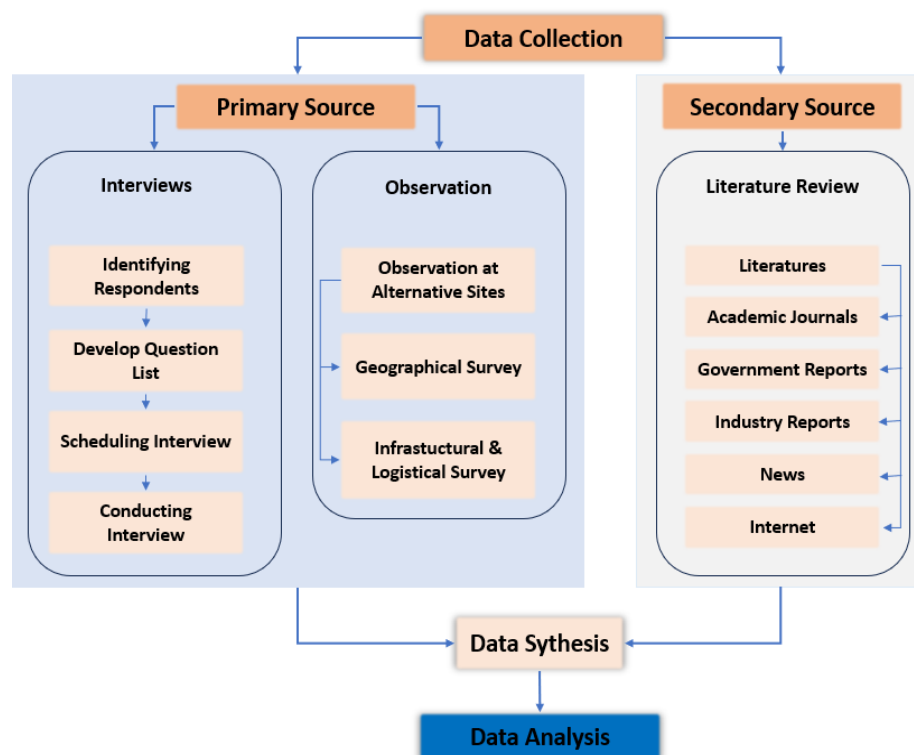 Data Collection
Primary Source
Secondary Source
Interviews
Identifying
Respondents
Develop Question
List
Scheduling Interview
Conducting
Interview
Observation
Observation at
Alternative Sites
Geographical Survey
Infrastuctural &
Logistical Survey
Literature Review
Literatures
Academic Journals
Government Reports
Industry Reports
News
Internet
Data Sythesis
Data Analysis